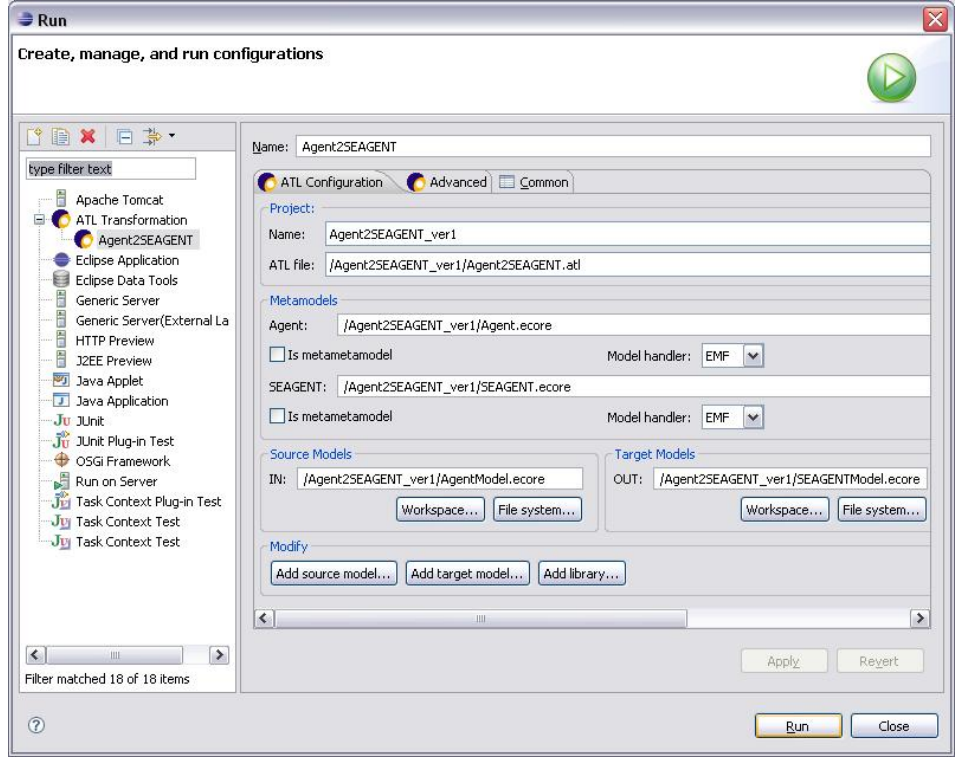 Run
Create, manage, and run configurations
type filter text
Apache Tomcat
ATL Transformation
Agent2SEAGENT
Eclipse Application
Eclipse Data Tools
Generic Server
Generic Server(External La
HTTP Preview
J2EE Preview
Java Applet
Java Application
JUnit
JUnit Plug-in Test
OSGi Framework
Run on Server
Task Context Plug-in Test
Task Context Test
Task Context Test
Filter matched 18 of 18 items
Name: Agent2SEAGENT
ATL Configuration Advanced Common
Project:
Name: Agent2SEAGENT_ver1
ATL file: /Agent2SEAGENT_ver1/Agent2SEAGENT.atl
Metamodels
Agent: /Agent2SEAGENT_ver1/Agent.ecore
Is metametamodel Model handler: EMF
SEAGENT: /Agent2SEAGENT_ver1/SEAGENT.ecore
Is metametamodel Model handler: EMF
Source Models
IN: /Agent2SEAGENT_ver1/AgentModel.ecore
Workspace... File system...
Target Models
OUT: /Agent2SEAGENT_ver1/SEAGENTModel.ecore
Workspace... File system...
Modify
Add source model... Add target model... Add library...
Apply Revert
Run Close